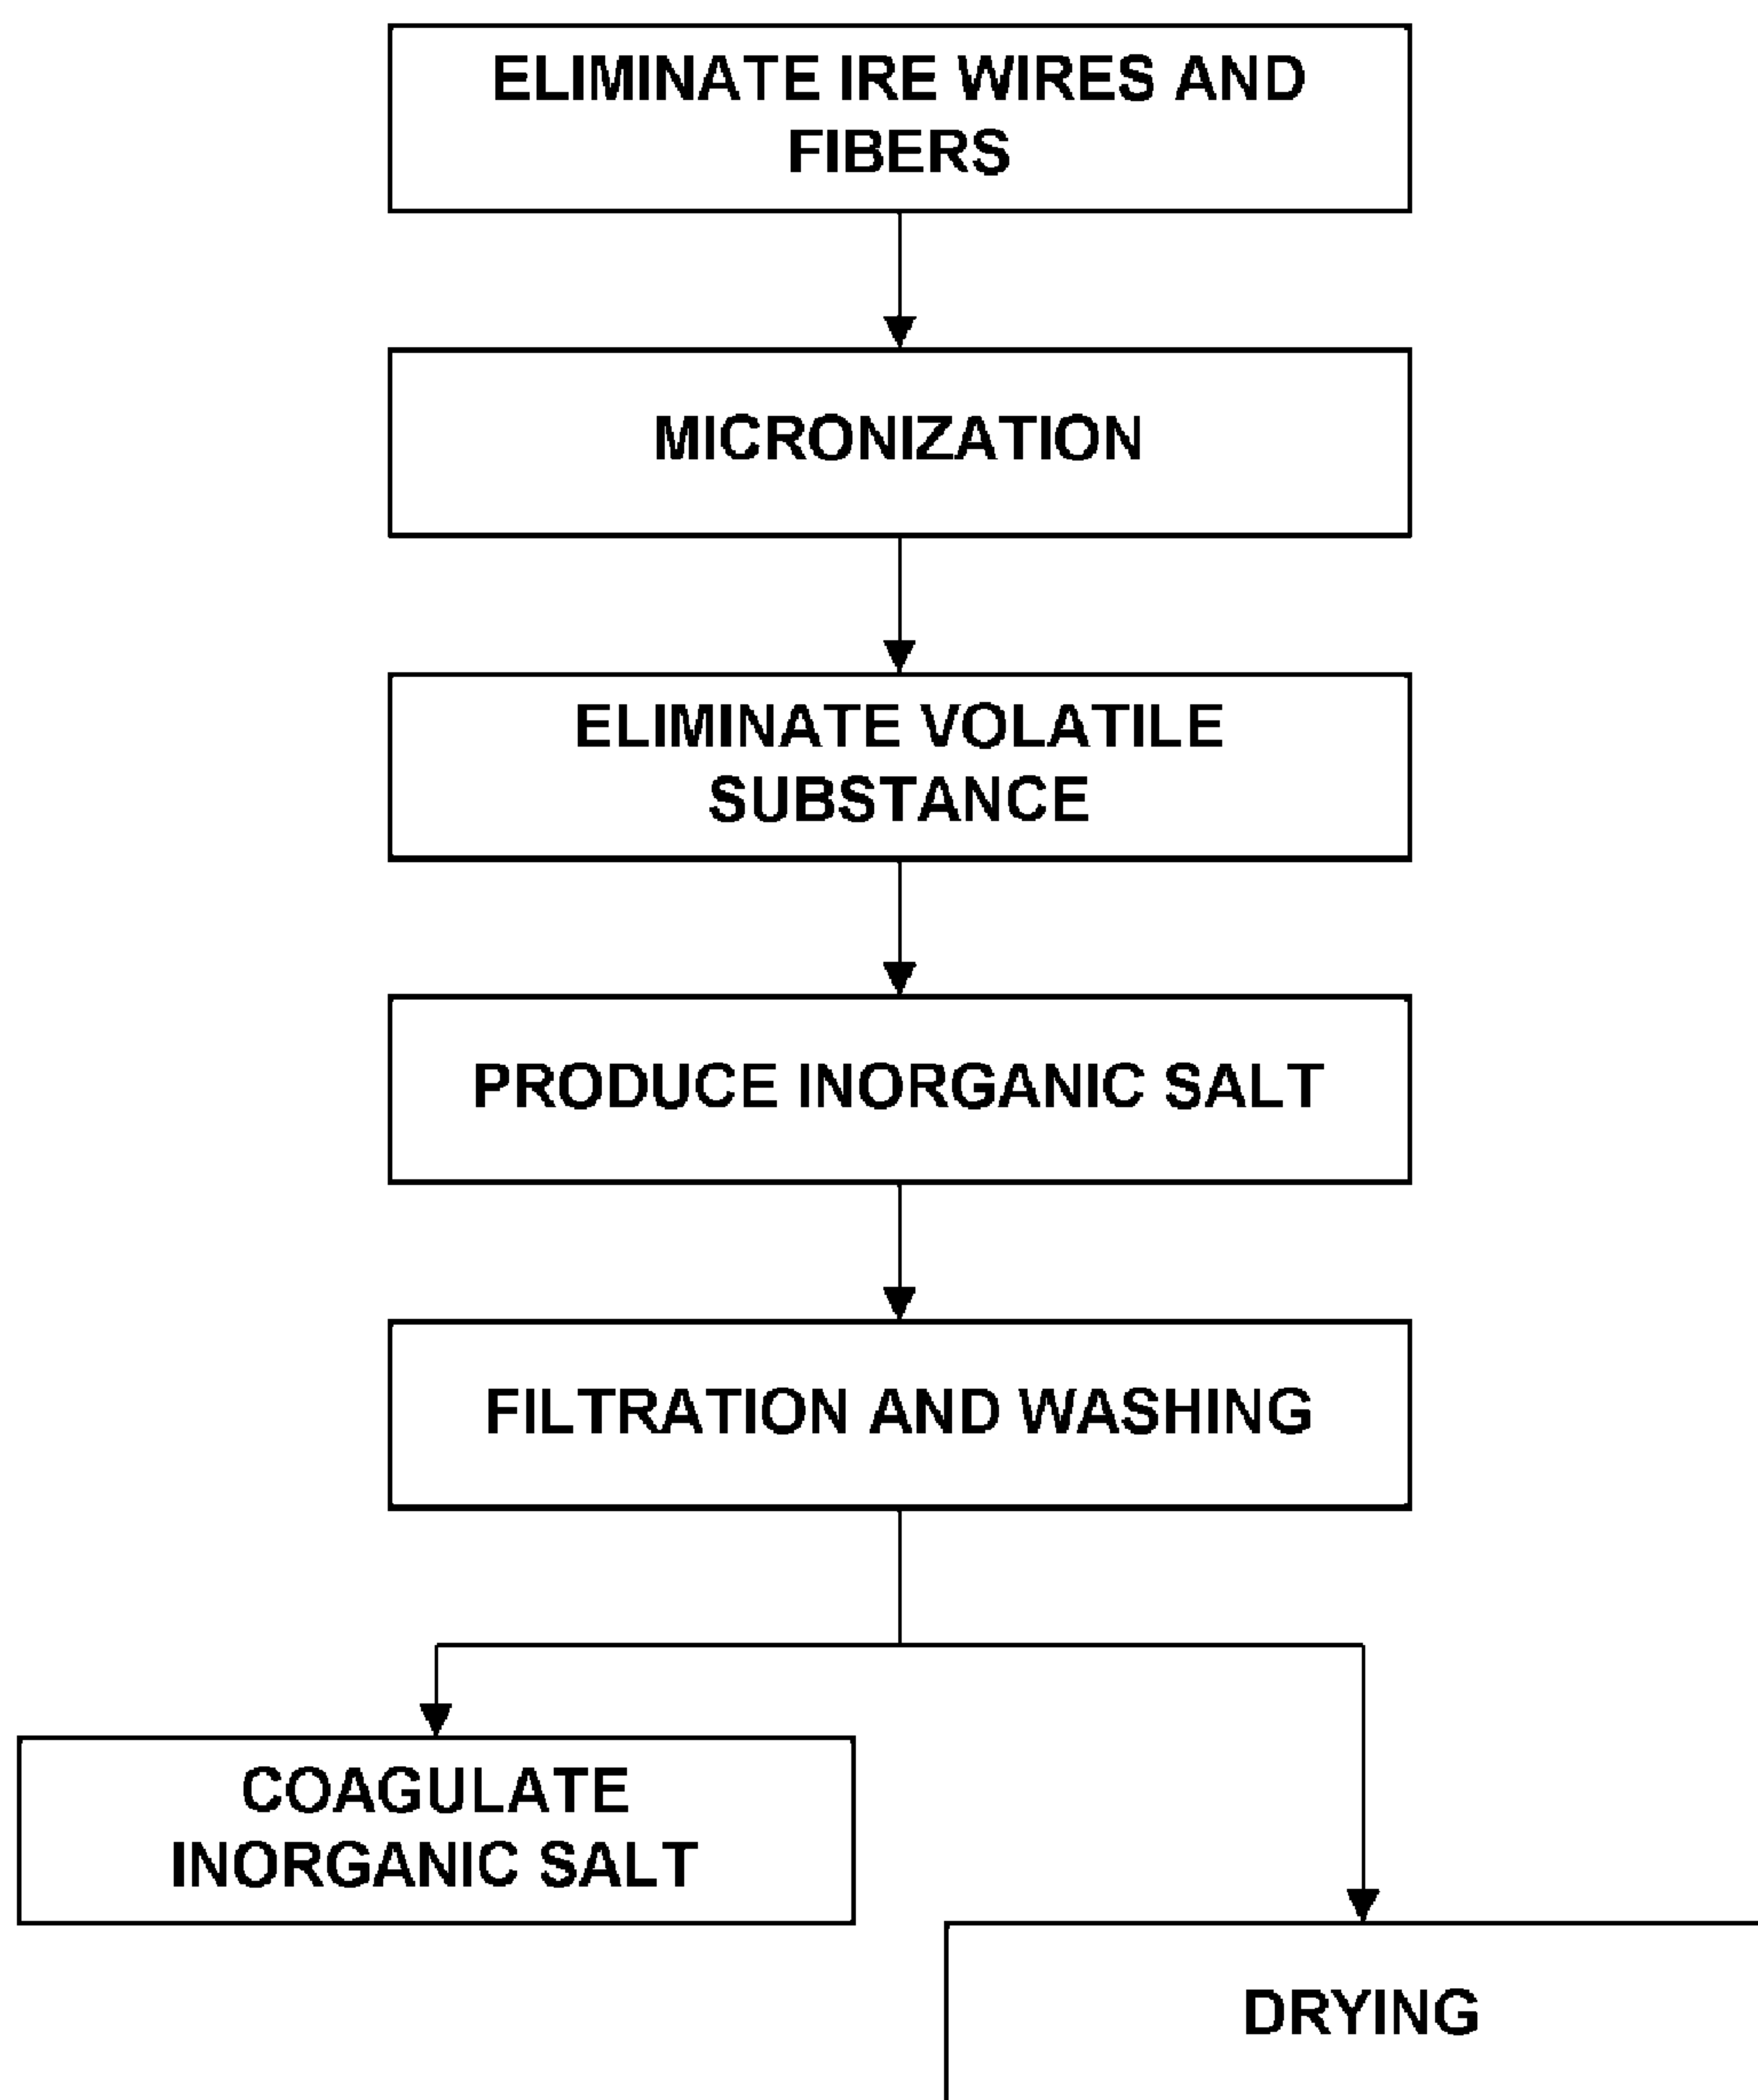 ELIMINATE IRE WIRES AND
FIBERS
MICRONIZATION
ELIMINATE VOLATILE
SUBSTANCE
PRODUCE INORGANIC SALT
FILTRATION AND WASHING
COAGULATE
INORGANIC SALT
DRYING